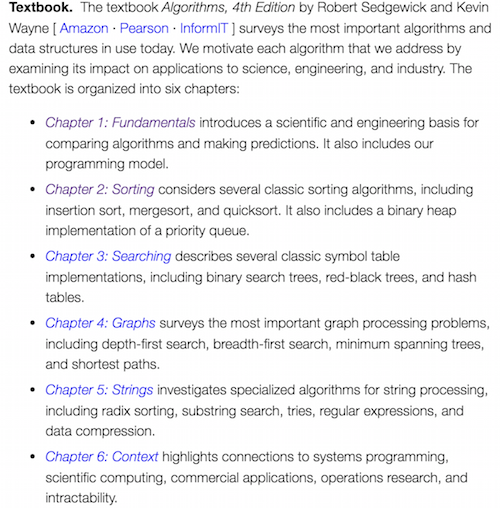 Textbook. The textbook Algorithms, 4th Edition by Robert Sedgewick and Kevin
Wayne [ Amazon · Pearson · InformIT ] surveys the most important algorithms and
data structures in use today. We motivate each algorithm that we address by
examining its impact on applications to science, engineering, and industry. The
textbook is organized into six chapters:
• Chapter 1: Fundamentals introduces a scientific and engineering basis for
comparing algorithms and making predictions. It also includes our
programming model.
• Chapter 2: Sorting considers several classic sorting algorithms, including
insertion sort, mergesort, and quicksort. It also includes a binary heap
implementation of a priority queue.
• Chapter 3: Searching describes several classic symbol table
implementations, including binary search trees, red-black trees, and hash
tables.
• Chapter 4: Graphs surveys the most important graph processing problems,
including depth-first search, breadth-first search, minimum spanning trees,
and shortest paths.
• Chapter 5: Strings investigates specialized algorithms for string processing,
including radix sorting, substring search, tries, regular expressions, and
data compression.
• Chapter 6: Context highlights connections to systems programming,
scientific computing, commercial applications, operations research, and
intractability.